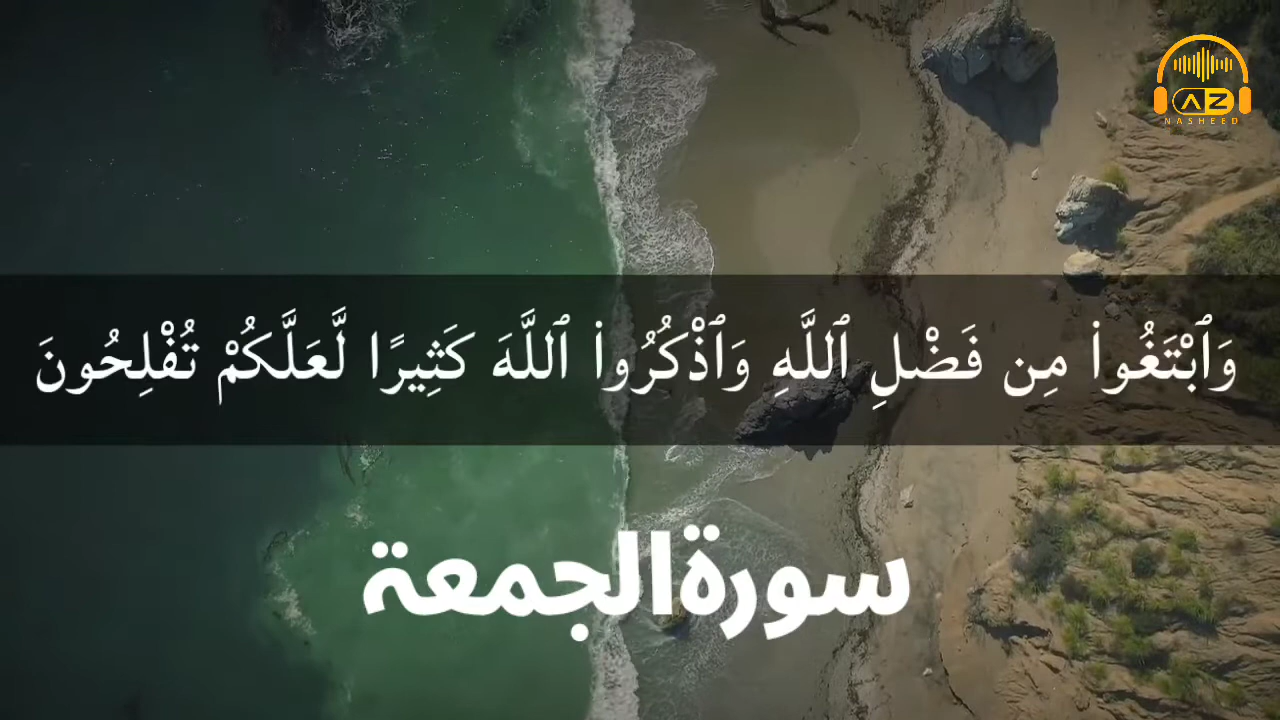 AZ
NASHEED
وَٱبْتَغُوا۟ مِن فَضْلِ ٱللَّهِ وَٱذْكُرُوا۟ ٱللَّهَ كَثِيرًا لَّعَلَّكُمْ تُفْلِحُونَ
سورة الجمعة